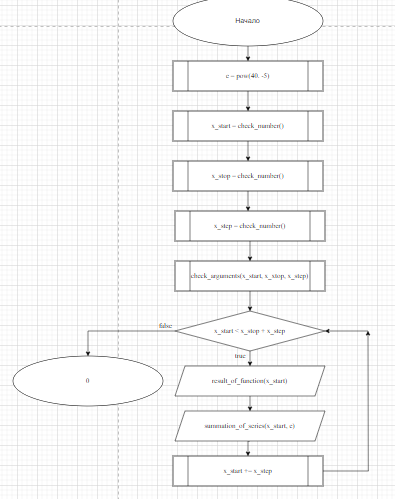 Начало
e = pow(40, -5)
x_start = check_number()
x_stop = check_number()
x_step = check_number()
check_arguments(x_start, x_stop, x_step)
false
x_start < x_stop + x_step
true
0
result_of_function(x_start)
summation_of_series(x_start, e)
x_start += x_step